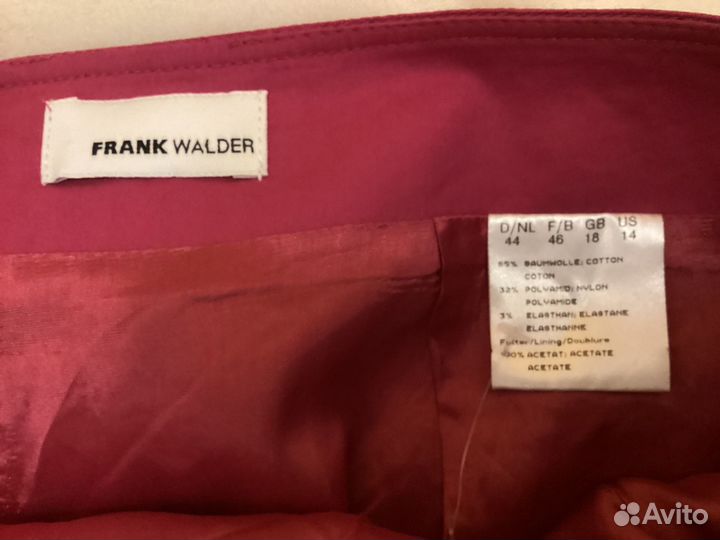 FRANK WALDER
D/NL F/B GB US
44 46 18 14
65% BAUMWOLLE; COTTON
COTON
32% POLYAMID; NYLON
POLYAMIDE
3% ELASTHAN; ELASTANE
ELASTHANNE
Futter/Lining/Doublure
100% ACETAT; ACETATE
ACETATE
Avito